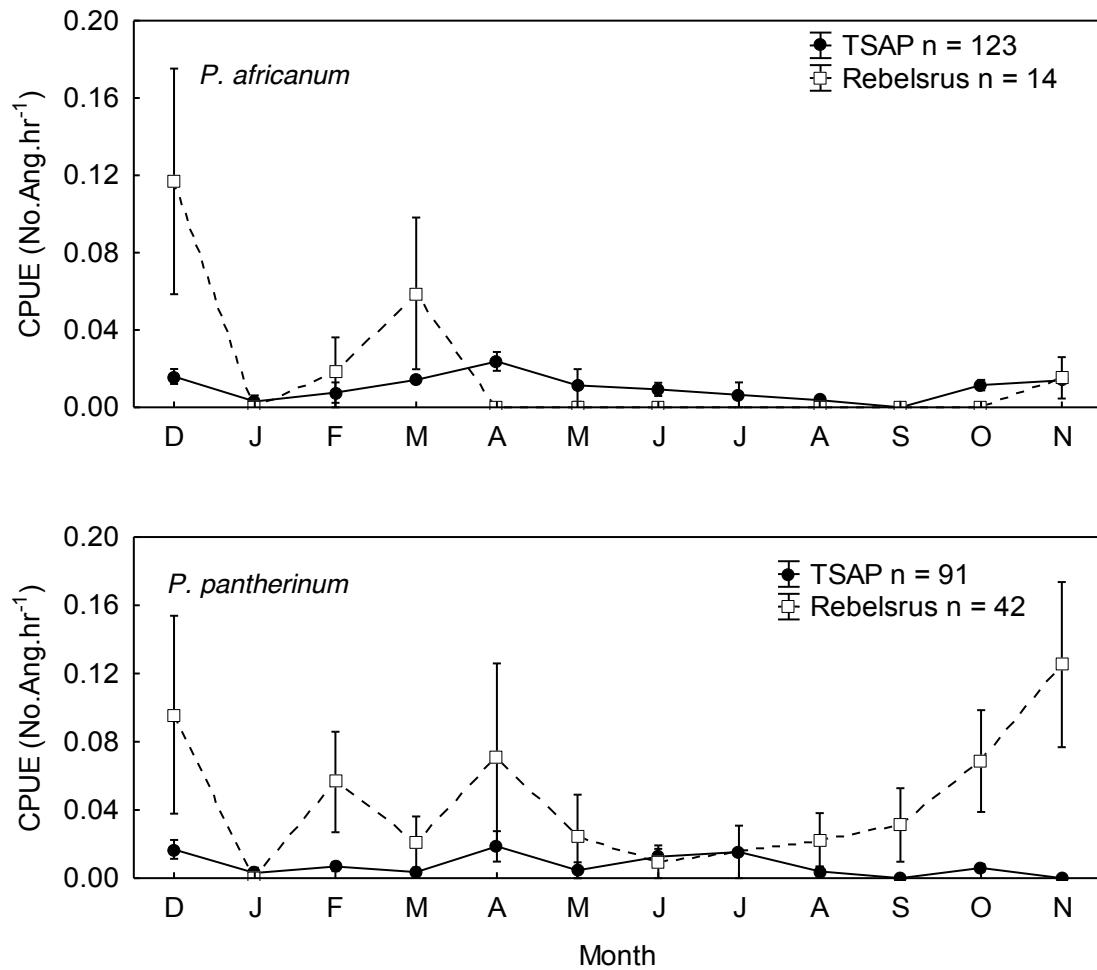 0.20
TSAP n = 123
P. africanum
Rebelsrus n = 14
0.16
0.12
0.08
0.04
0.00
CPUE (No.Ang.hr⁻¹)
D J F M A M J J A S O N
0.20
P. pantherinum
TSAP n = 91
Rebelsrus n = 42
0.16
0.12
0.08
0.04
0.00
CPUE (No.Ang.hr⁻¹)
D J F M A M J J A S O N
Month